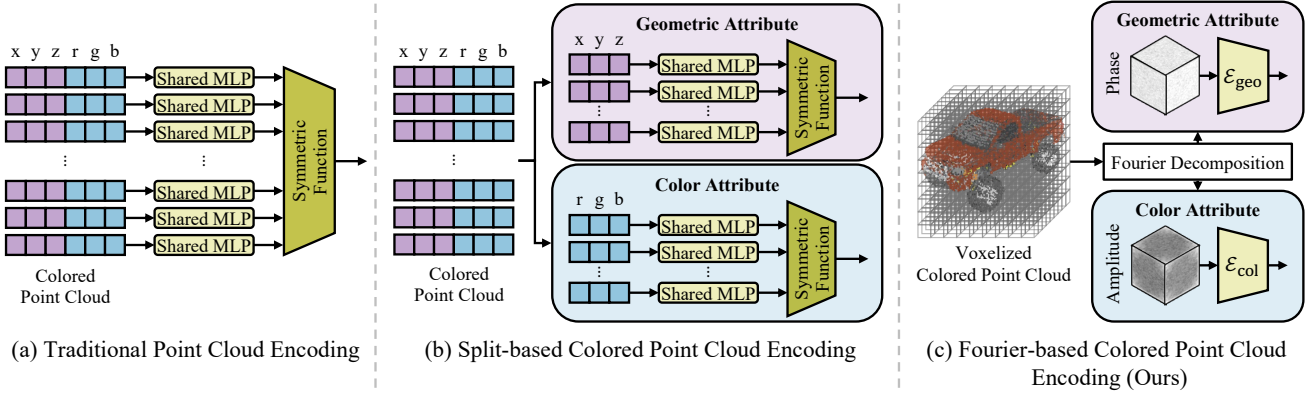 x y z r g b
Shared MLP
Shared MLP
Shared MLP
...
Shared MLP
Shared MLP
Shared MLP
Symmetric
Function
Colored
Point Cloud
(a) Traditional Point Cloud Encoding
x y z r g b
...
Colored
Point Cloud
Geometric Attribute
x y z
Shared MLP
Shared MLP
...
Shared MLP
Symmetric
Function
Color Attribute
r g b
Shared MLP
Shared MLP
...
Shared MLP
Symmetric
Function
(b) Split-based Colored Point Cloud Encoding
Voxelized
Colored Point Cloud
Geometric Attribute
Phase
ℰgeo
Fourier Decomposition
Color Attribute
Amplitude
ℰcol
(c) Fourier-based Colored Point Cloud
Encoding (Ours)